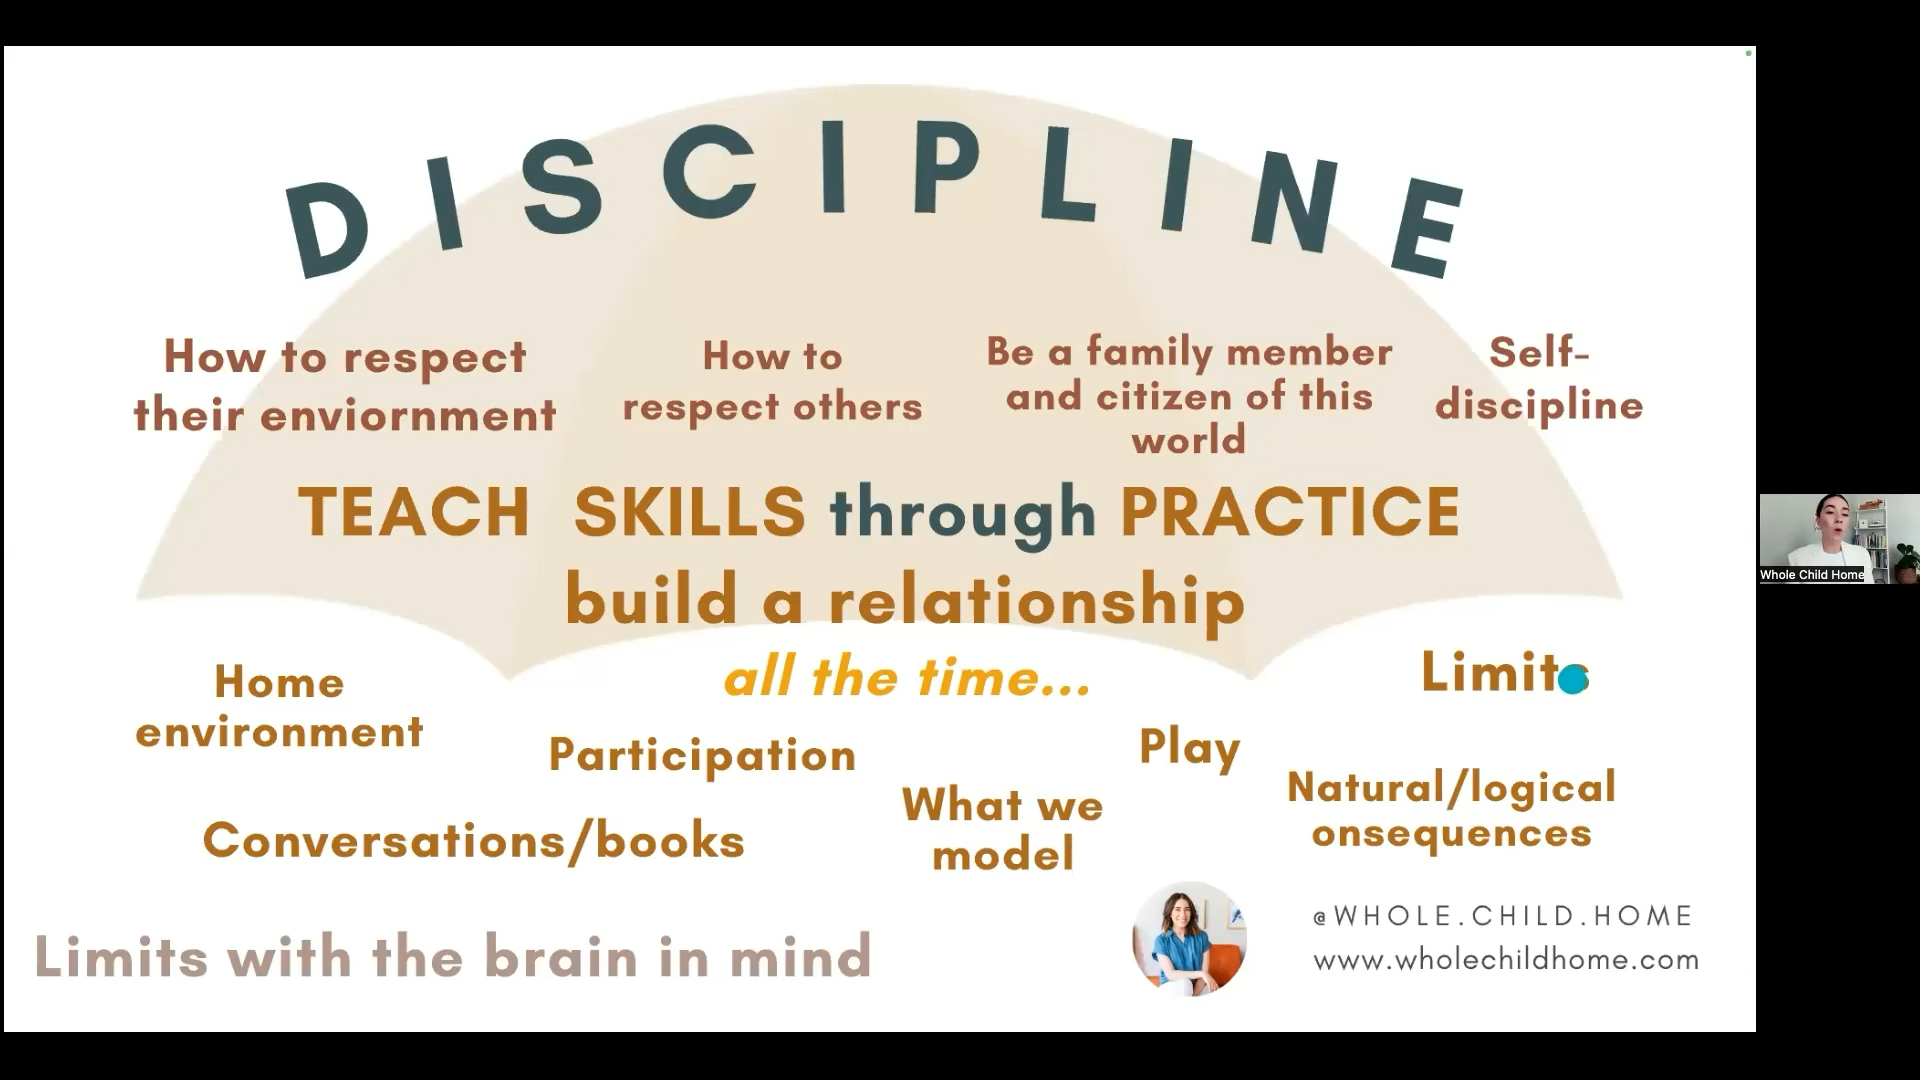 DISCIPLINE
How to respect
their enviornment
How to
respect others
Be a family member
and citizen of this
world
Self-
discipline
TEACH SKILLS through PRACTICE
build a relationship
all the time...
Home
environment
Participation
Conversations/books
What we
model
Play
Limits
Natural/logical
onsequences
Limits with the brain in mind
@WHOLE.CHILD.HOME
www.wholechildhome.com
Whole Child Home